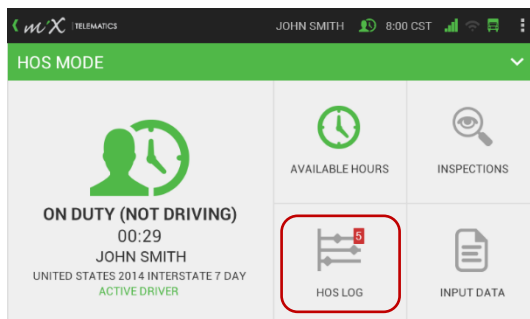 mix TELEMATICS JOHN SMITH 8:00 CST
HOS MODE
ON DUTY (NOT DRIVING)
00:29
JOHN SMITH
UNITED STATES 2014 INTERSTATE 7 DAY
ACTIVE DRIVER
AVAILABLE HOURS
INSPECTIONS
5
HOS LOG
INPUT DATA